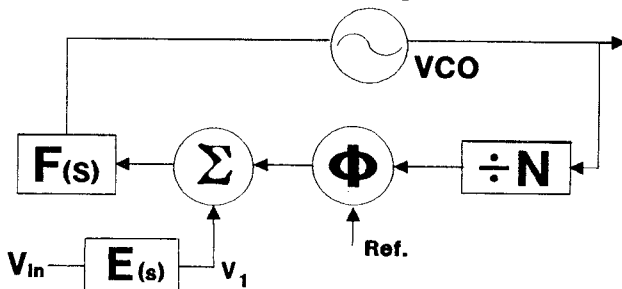 VCO
F(S)
Σ
Φ
÷N
Ref.
Vin
E(s)
V1